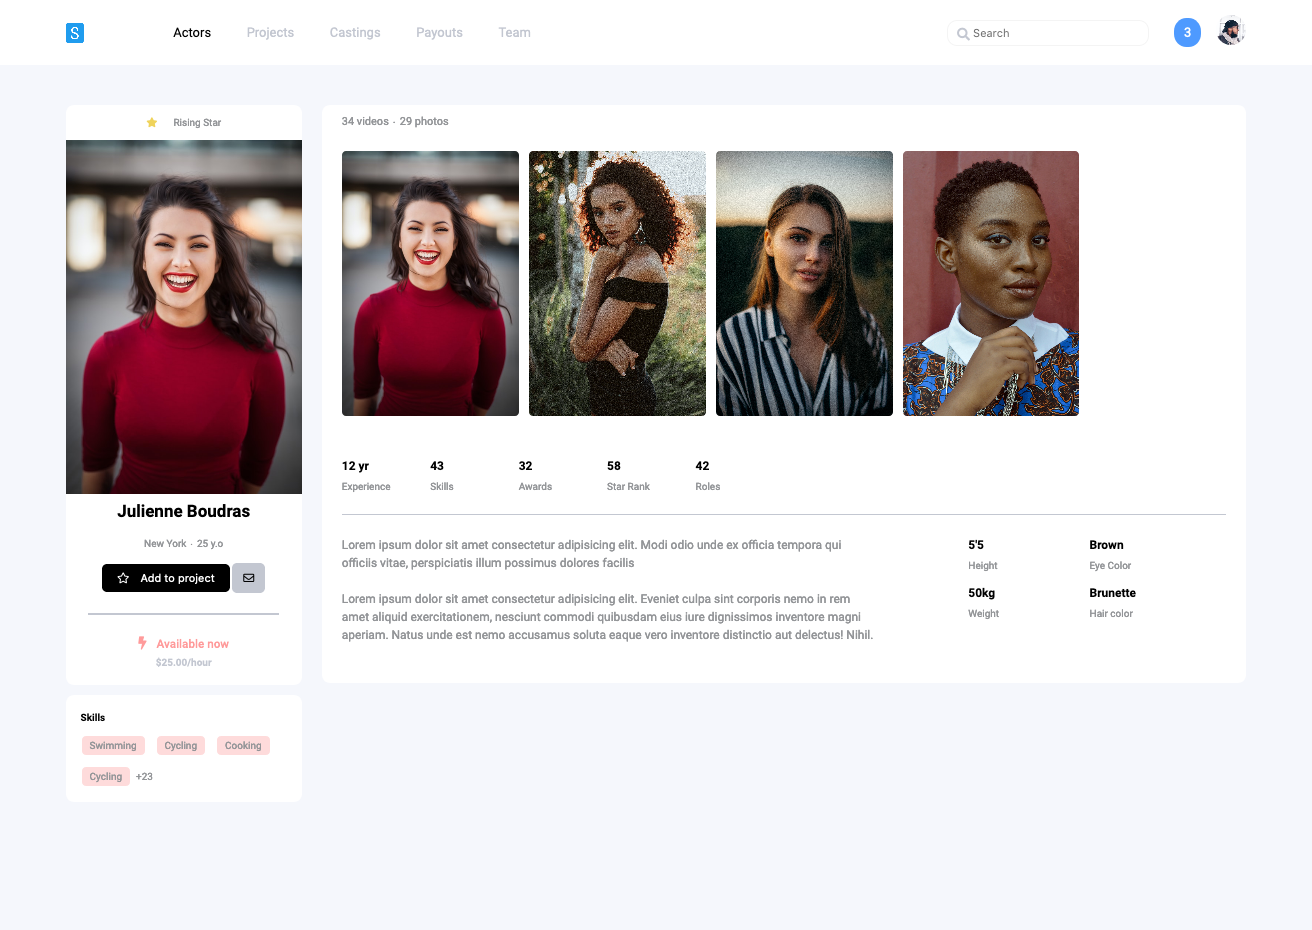 S
Actors
Projects
Castings
Payouts
Team
Search
3
Rising Star
34 videos · 29 photos
Julienne Boudras
New York · 25 y.o
Add to project
Available now
$25.00/hour
Skills
Swimming
Cycling
Cooking
Cycling
+23
12 yr
Experience
43
Skills
32
Awards
58
Star Rank
42
Roles
Lorem ipsum dolor sit amet consectetur adipisicing elit. Modi odio unde ex officia tempora qui
officiis vitae, perspiciatis illum possimus dolores facilis
Lorem ipsum dolor sit amet consectetur adipisicing elit. Eveniet culpa sint corporis nemo in rem
amet aliquid exercitationem, nesciunt commodi quibusdam eius iure dignissimos inventore magni
aperiam. Natus unde est nemo accusamus soluta eaque vero inventore distinctio aut delectus! Nihil.
5'5
Height
Brown
Eye Color
50kg
Weight
Brunette
Hair color